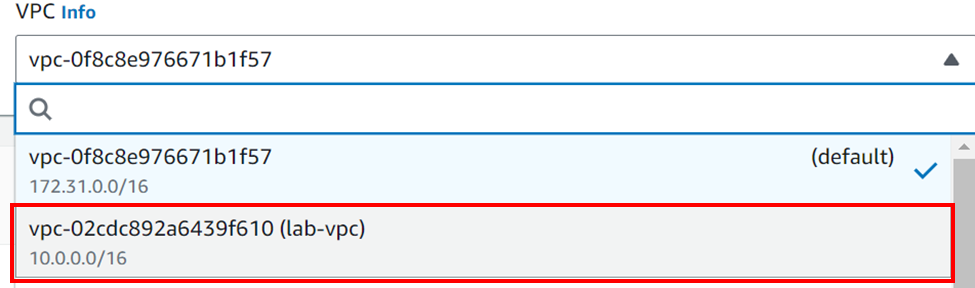 VPC Info
vpc-0f8c8e976671b1f57
vpc-0f8c8e976671b1f57 (default)
172.31.0.0/16
vpc-02cdc892a6439f610 (lab-vpc)
10.0.0.0/16